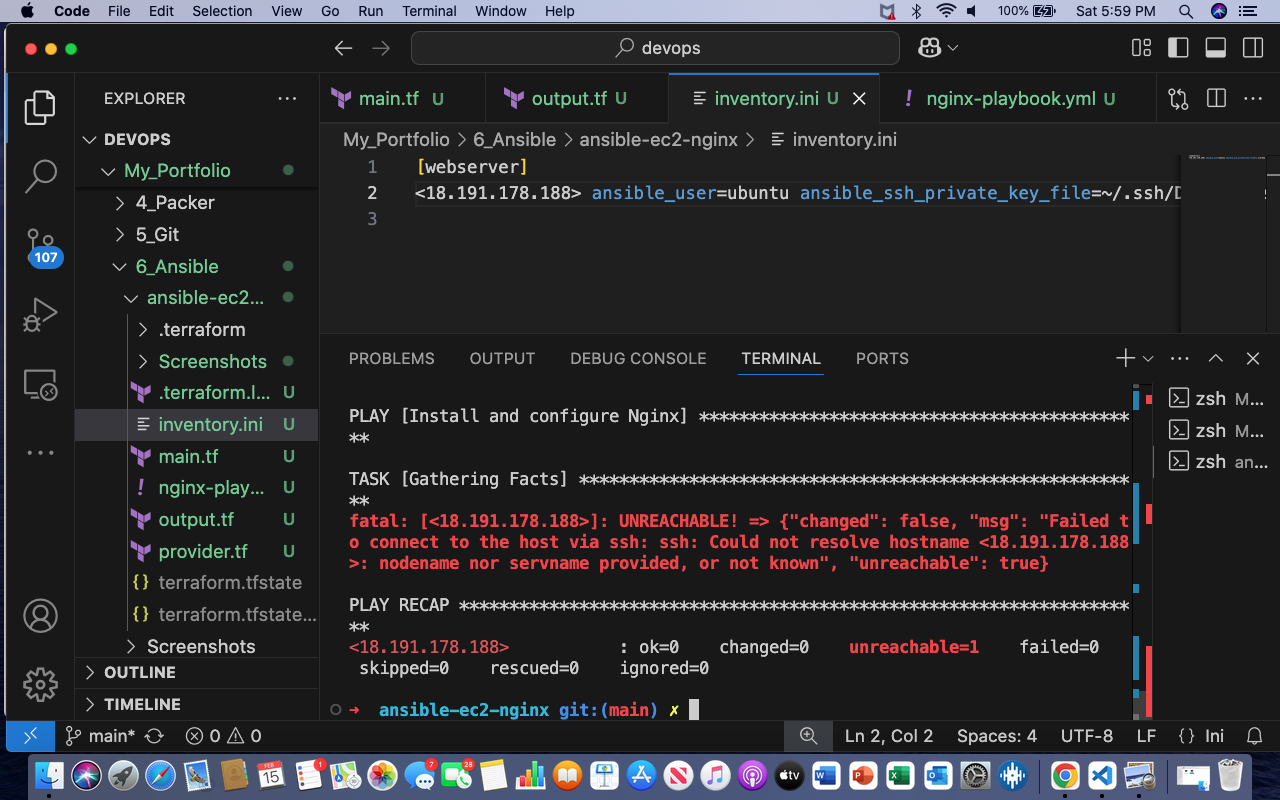 Code File Edit Selection View Go Run Terminal Window Help 100% Sat 5:59 PM
devops
EXPLORER
main.tf U output.tf U inventory.ini U nginx-playbook.yml U
DEVOPS
My_Portfolio > 6_Ansible > ansible-ec2-nginx > inventory.ini
My_Portfolio
4_Packer
5_Git
6_Ansible
ansible-ec2...
.terraform
Screenshots
.terraform.l... U
inventory.ini U
main.tf U
nginx-play... U
output.tf U
provider.tf U
terraform.tfstate
terraform.tfstate...
Screenshots
OUTLINE
TIMELINE
107
1 [webserver]
2 <18.191.178.188> ansible_user=ubuntu ansible_ssh_private_key_file=~/.ssh/D
3
PROBLEMS OUTPUT DEBUG CONSOLE TERMINAL PORTS
PLAY [Install and configure Nginx] *******************************************
**
TASK [Gathering Facts] *******************************************************
**
fatal: [<18.191.178.188>]: UNREACHABLE! => {"changed": false, "msg": "Failed t
o connect to the host via ssh: ssh: Could not resolve hostname <18.191.178.188
>: nodename nor servname provided, or not known", "unreachable": true}
PLAY RECAP *******************************************************************
**
<18.191.178.188> : ok=0 changed=0 unreachable=1 failed=0
skipped=0 rescued=0 ignored=0
ansible-ec2-nginx git:(main) ✗
zsh M...
zsh M...
zsh an...
main* 0 0 Ln 2, Col 2 Spaces: 4 UTF-8 LF {} Ini
FEB
15
1
7
28
tv